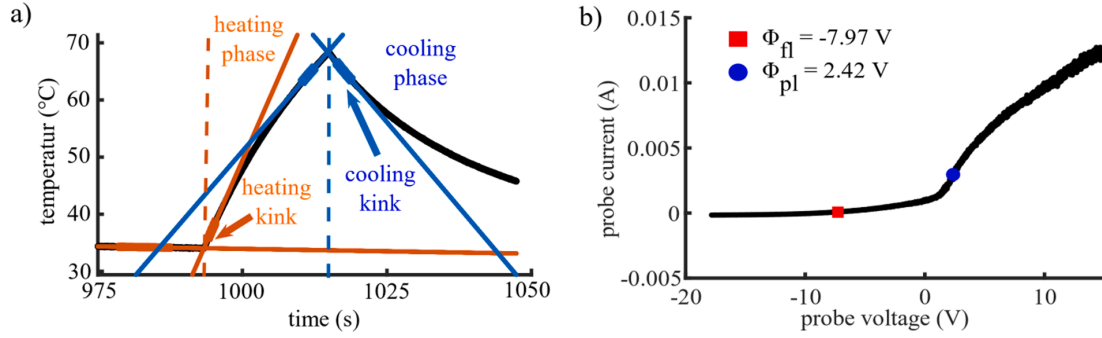 a)
heating
phase
cooling
phase
heating
kink
cooling
kink
70
60
50
40
30
975
1000
1025
1050
temperatur (°C)
time (s)
b)
Φfl = -7.97 V
Φpl = 2.42 V
0.015
0.01
0.005
0
-0.005
-20
-10
0
10
probe current (A)
probe voltage (V)